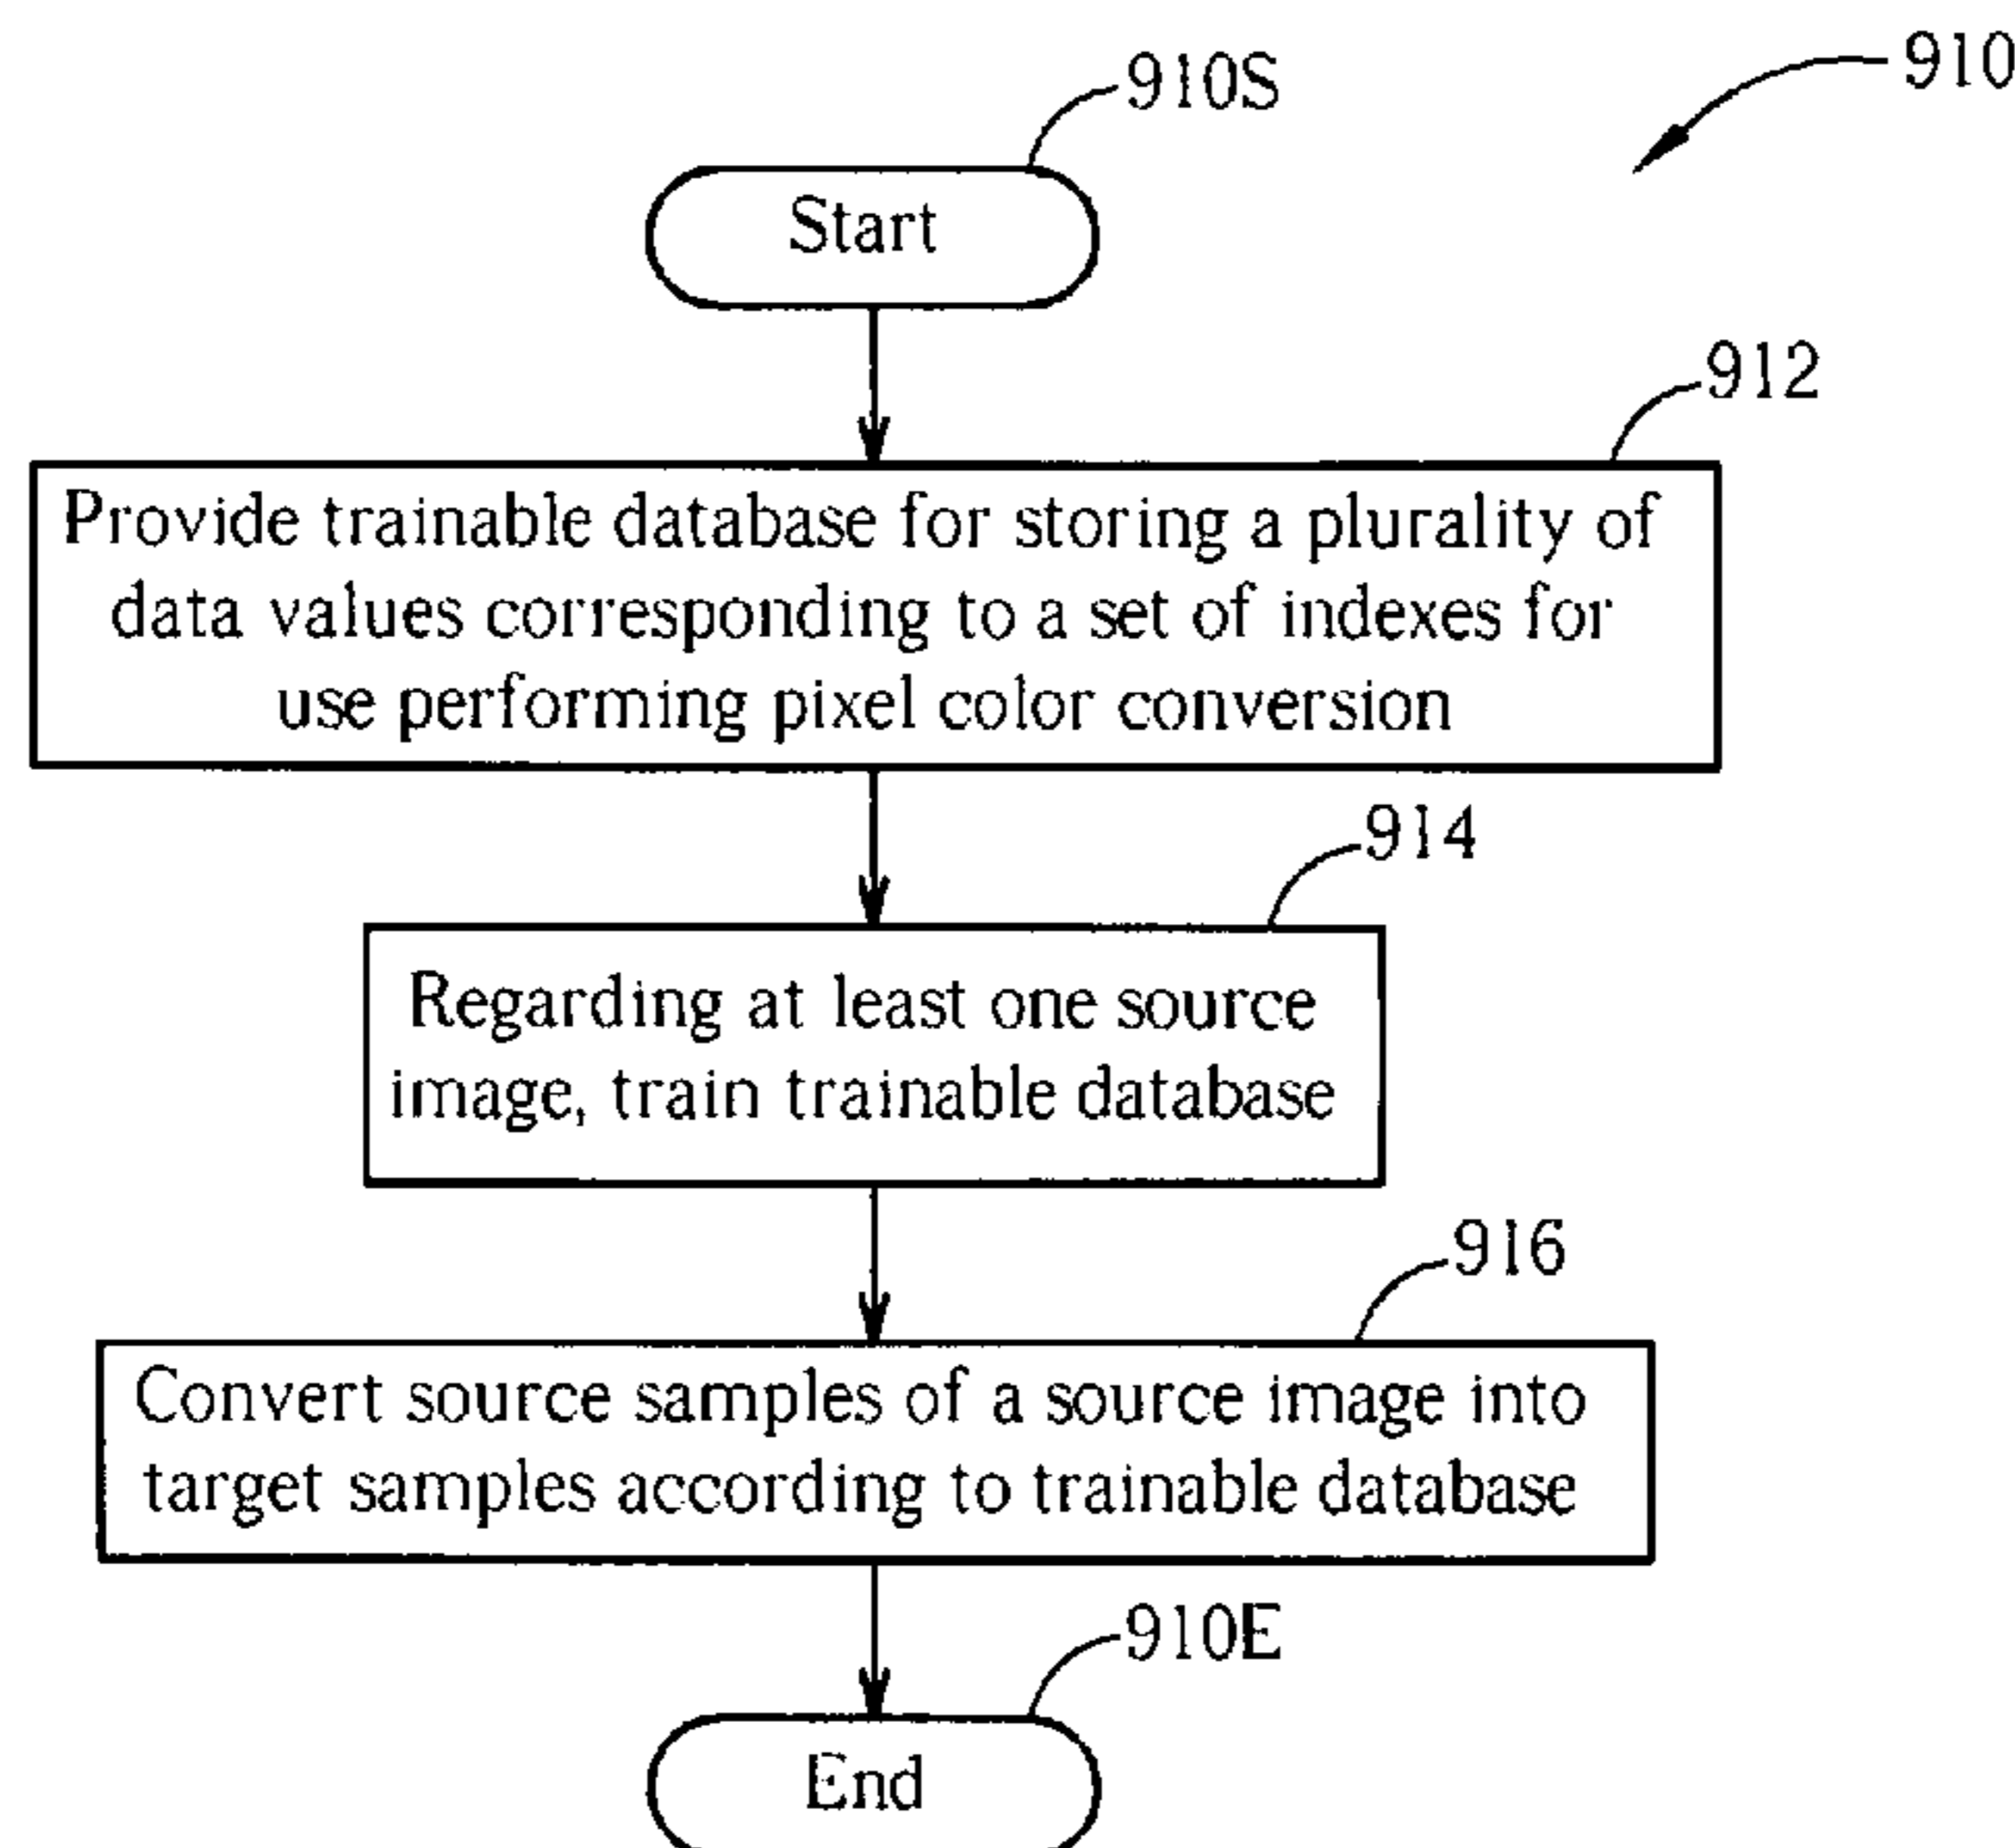 910
910S
Start
912
Provide trainable database for storing a plurality of
data values corresponding to a set of indexes for
use performing pixel color conversion
914
Regarding at least one source
image, train trainable database
916
Convert source samples of a source image into
target samples according to trainable database
910E
End